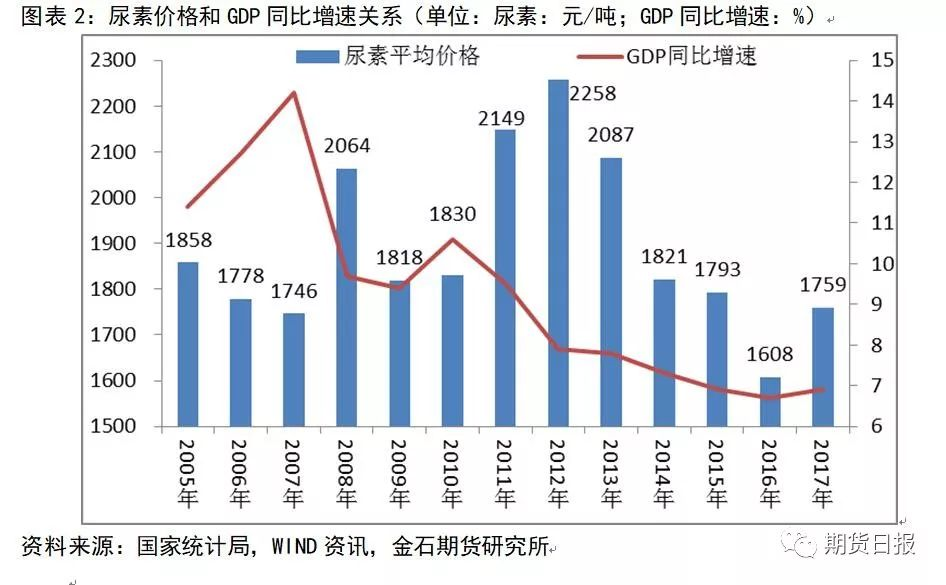 图表 2：尿素价格和 GDP 同比增速关系（单位：尿素：元/吨；GDP 同比增速：%）
尿素平均价格 GDP同比增速
2300 15
2200 14
2100 13
2000 12
1900 11
1800 10
1700 9
1600 8
1500 7
6
1858 1778 1746 2064 1818 1830 2149 2258 2087 1821 1793 1608 1759
2005年 2006年 2007年 2008年 2009年 2010年 2011年 2012年 2013年 2014年 2015年 2016年 2017年
资料来源：国家统计局，WIND 资讯，金石期货研究所
期货日报